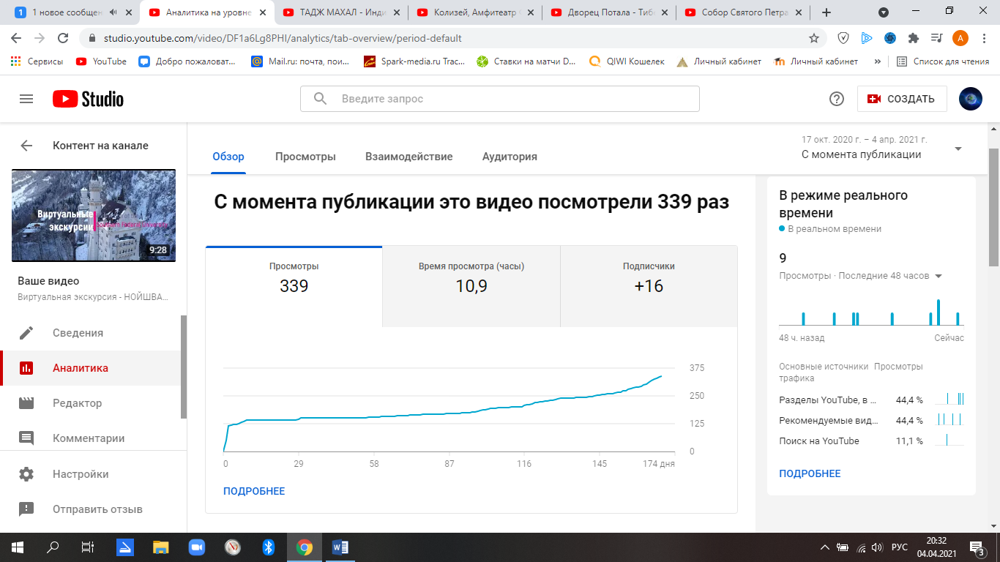 1
1 новое сообщен
Аналитика на уровне
ТАДЖ МАХАЛ - Инди
Колизей, Амфитеатр
Дворец Потала - Тибе
Собор Святого Петра
studio.youtube.com/video/DF1a6Lg8PHI/analytics/tab-overview/period-default
А
Сервисы
YouTube
Добро пожаловат...
Mail.ru: почта, пои...
Spark-media.ru Trac...
Ставки на матчи D...
QIWI Кошелек
Личный кабинет
Личный кабинет
»
Список для чтения
Studio
Введите запрос
СОЗДАТЬ
Контент на канале
Обзор
Просмотры
Взаимодействие
Аудитория
17 окт. 2020 г. – 4 апр. 2021 г.
С момента публикации
Виртуальные
экскурсии
Southern Federal University
9:28
Ваше видео
Виртуальная экскурсия - НОЙШВА...
Сведения
Аналитика
Редактор
Комментарии
Настройки
Отправить отзыв
С момента публикации это видео посмотрели 339 раз
Просмотры
339
Время просмотра (часы)
10,9
Подписчики
+16
375
250
125
0
0
29
58
87
116
145
174 дня
ПОДРОБНЕЕ
В режиме реального
времени
В реальном времени
9
Просмотры · Последние 48 часов
48 ч. назад
Сейчас
Основные источники
трафика
Просмотры
Разделы YouTube, в ...
44,4 %
Рекомендуемые вид...
44,4 %
Поиск на YouTube
11,1 %
ПОДРОБНЕЕ
РУС
20:32
04.04.2021
3